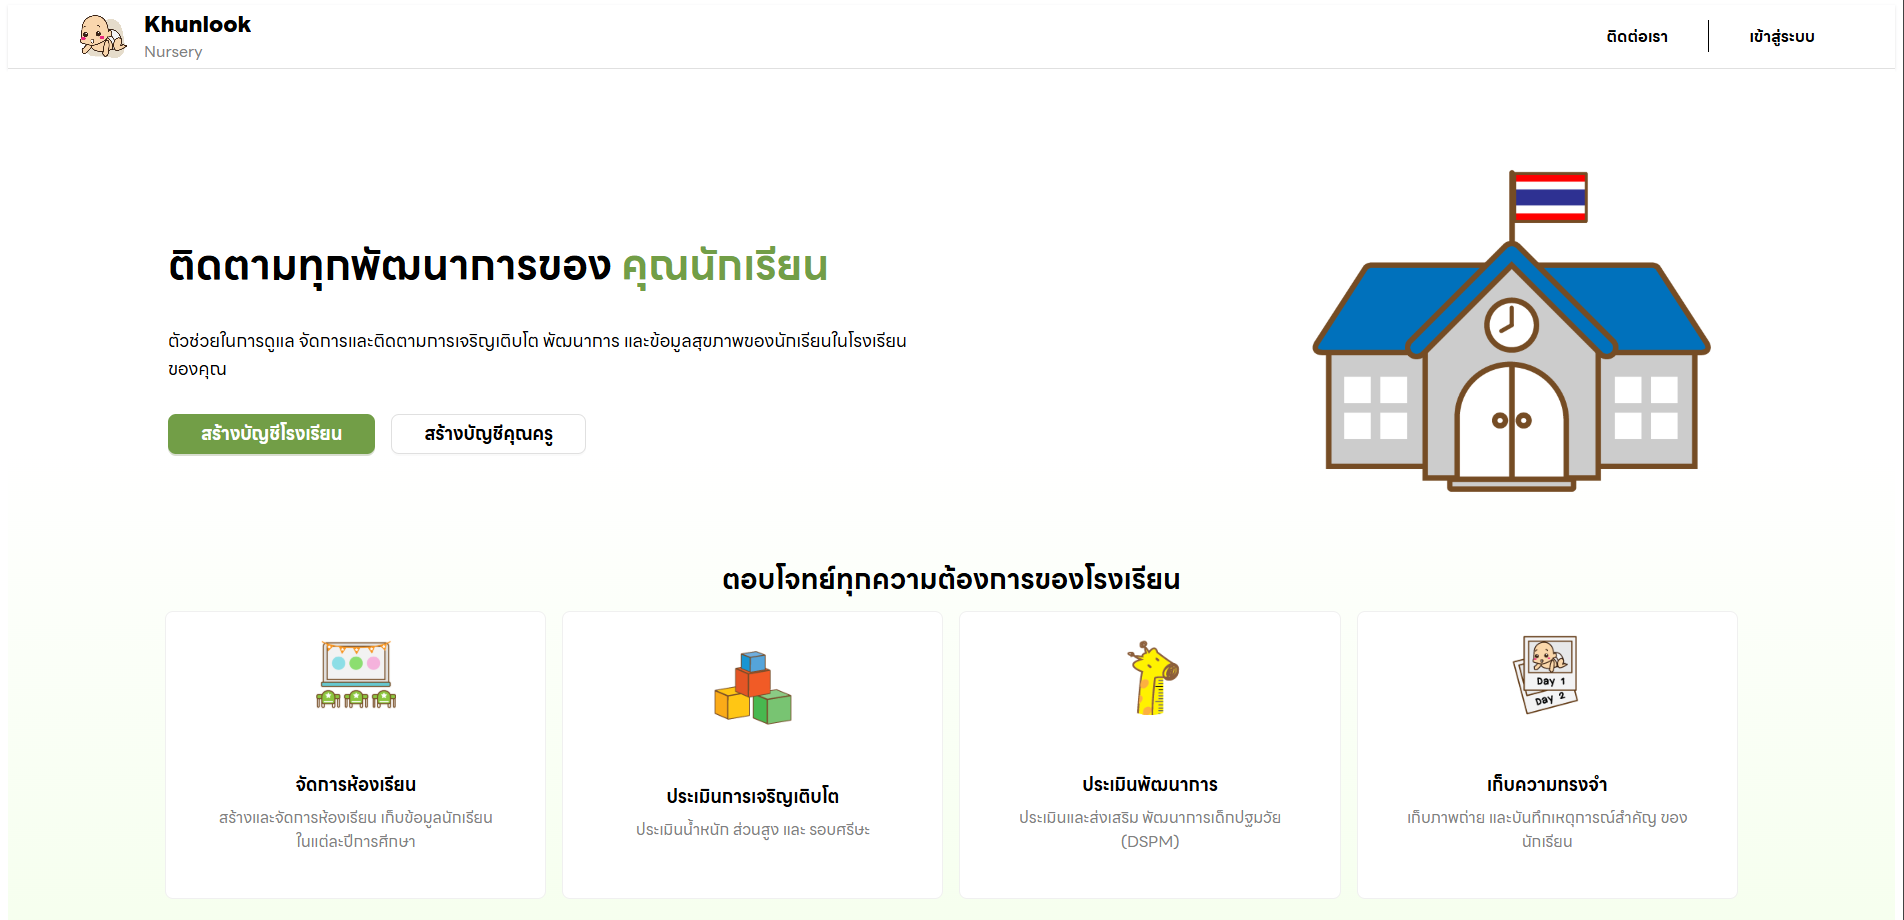 Khunlook
Nursery
ติดต่อเรา
เข้าสู่ระบบ
ติดตามทุกพัฒนาการของ คุณนักเรียน
ตัวช่วยในการดูแล จัดการและติดตามการเจริญเติบโต พัฒนาการ และข้อมูลสุขภาพของนักเรียนในโรงเรียน
ของคุณ
สร้างบัญชีโรงเรียน
สร้างบัญชีคุณครู
ตอบโจทย์ทุกความต้องการของโรงเรียน
จัดการห้องเรียน
สร้างและจัดการห้องเรียน เก็บข้อมูลนักเรียน
ในแต่ละปีการศึกษา
ประเมินการเจริญเติบโต
ประเมินน้ำหนัก ส่วนสูง และ รอบศรีษะ
ประเมินพัฒนาการ
ประเมินและส่งเสริม พัฒนาการเด็กปฐมวัย
(DSPM)
Day 1
Day 2
เก็บความทรงจำ
เก็บภาพถ่าย และบันทึกเหตุการณ์สำคัญ ของ
นักเรียน